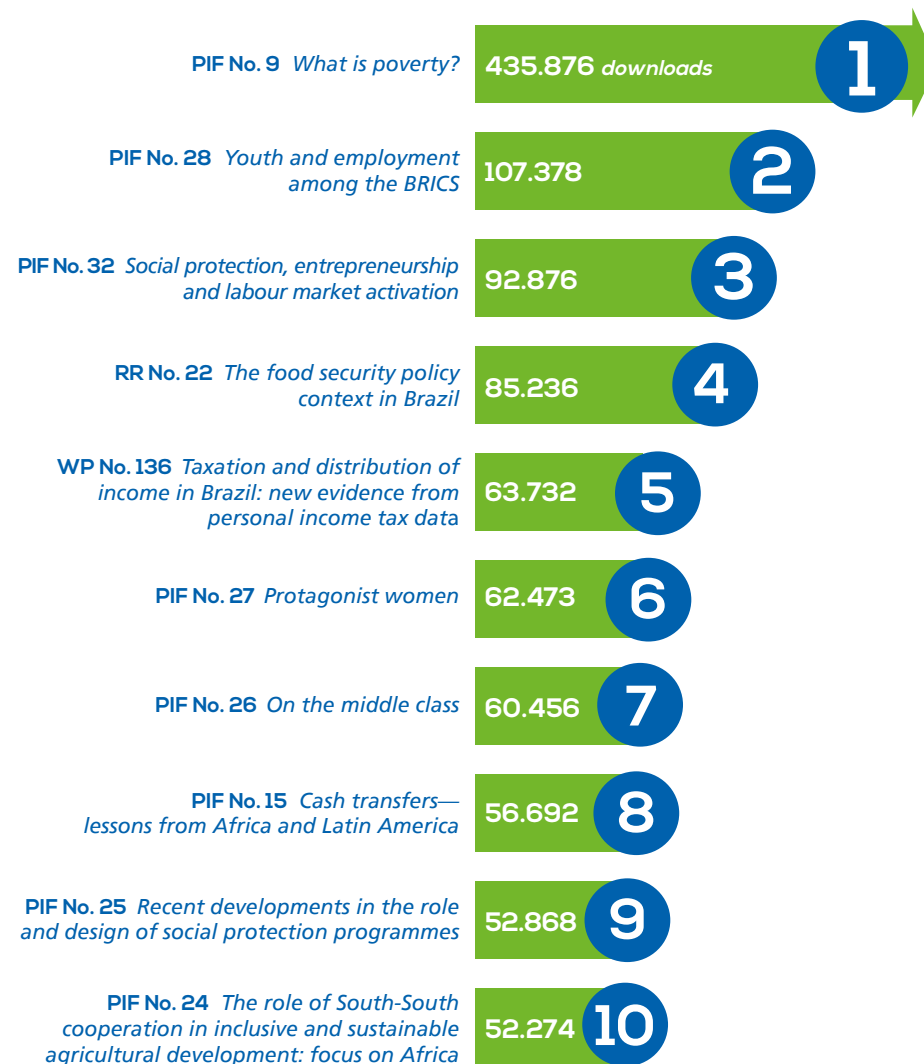 PIF No. 9 What is poverty? 435.876 downloads 1
PIF No. 28 Youth and employment
among the BRICS
107.378 2
PIF No. 32 Social protection, entrepreneurship
and labour market activation
92.876 3
RR No. 22 The food security policy
context in Brazil
85.236 4
WP No. 136 Taxation and distribution of
income in Brazil: new evidence from
personal income tax data
63.732 5
PIF No. 27 Protagonist women 62.473 6
PIF No. 26 On the middle class 60.456 7
PIF No. 15 Cash transfers—
lessons from Africa and Latin America
56.692 8
PIF No. 25 Recent developments in the role
and design of social protection programmes
52.868 9
PIF No. 24 The role of South-South
cooperation in inclusive and sustainable
agricultural development: focus on Africa
52.274 10